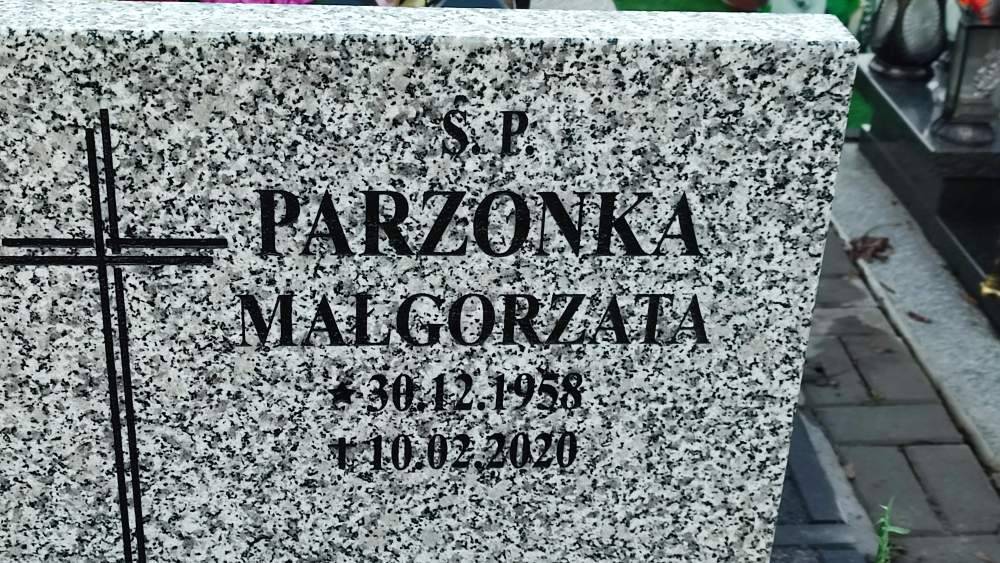 Ś. P.
PARZONKA
MAŁGORZATA
★ 30.12.1958
† 10.02.2020